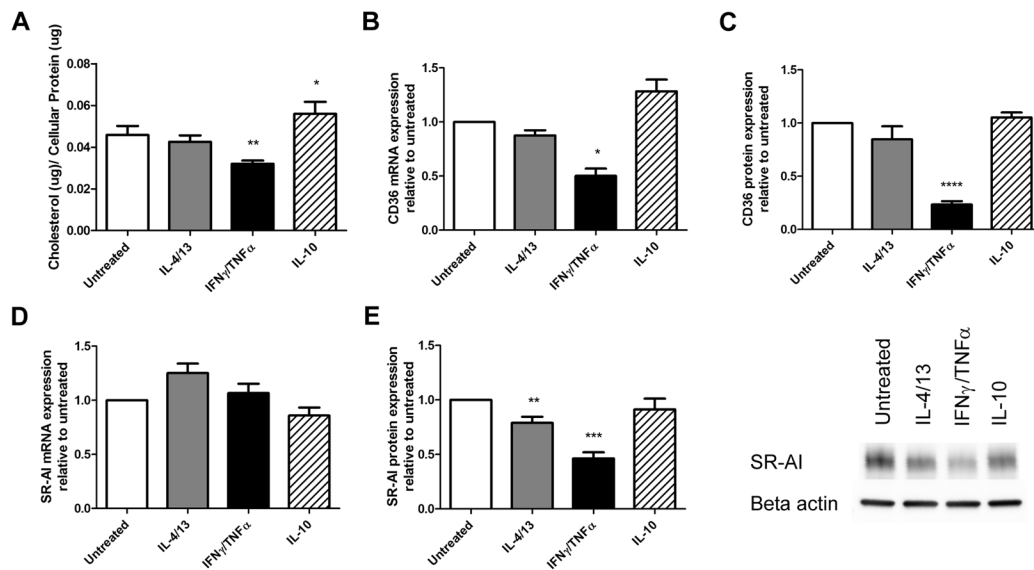 A
Cholesterol (ug)/ Cellular Protein (ug)
0.08
0.06
0.04
0.02
0.00
*
**
Untreated
IL-4/13
IFNγ/TNFα
IL-10
B
CD36 mRNA expression
relative to untreated
1.5
1.0
0.5
0.0
*
Untreated
IL-4/13
IFNγ/TNFα
IL-10
C
CD36 protein expression
relative to untreated
1.5
1.0
0.5
0.0
****
Untreated
IL-4/13
IFNγ/TNFα
IL-10
D
SR-AI mRNA expression
relative to untreated
1.5
1.0
0.5
0.0
Untreated
IL-4/13
IFNγ/TNFα
IL-10
E
SR-AI protein expression
relative to untreated
1.5
1.0
0.5
0.0
**
***
Untreated
IL-4/13
IFNγ/TNFα
IL-10
Untreated
IL-4/13
IFNγ/TNFα
IL-10
SR-AI
Beta actin